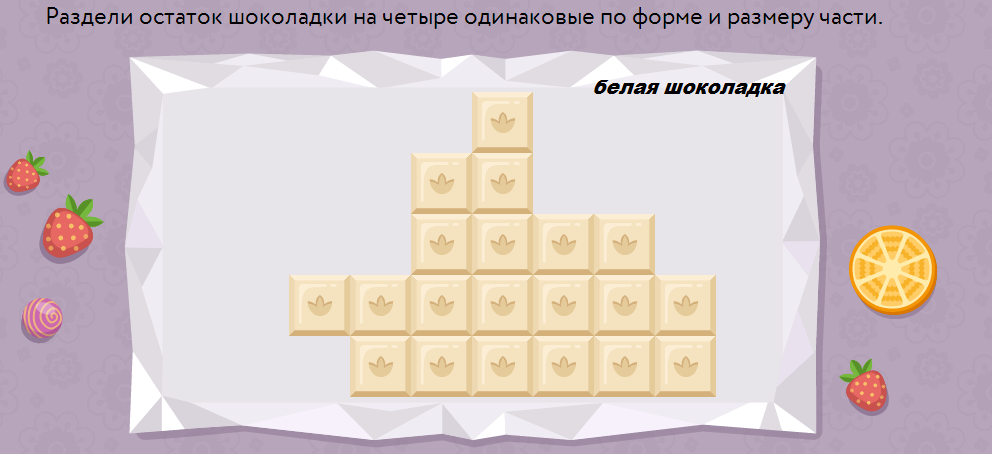 Раздели остаток шоколадки на четыре одинаковые по форме и размеру части.
белая шоколадка